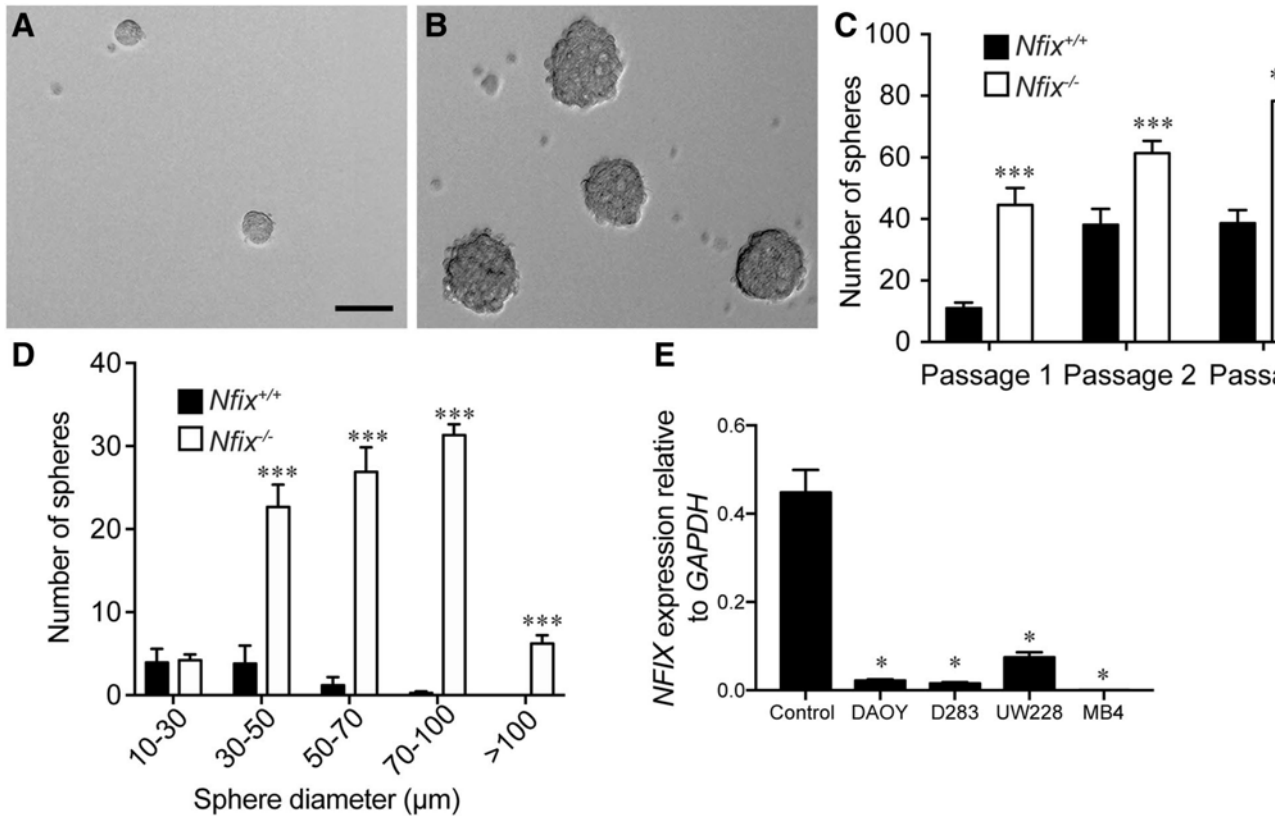 A
B
C
100
80
60
40
20
0
Number of spheres
Nfix+/+
Nfix-/-
***
***
*
Passage 1 Passage 2 Passa
D
40
30
20
10
0
Number of spheres
Nfix+/+
Nfix-/-
***
***
***
***
10-30
30-50
50-70
70-100
>100
Sphere diameter (µm)
E
NFIX expression relative
to GAPDH
0.6
0.4
0.2
0.0
*
*
*
*
Control DAOY D283 UW228 MB4